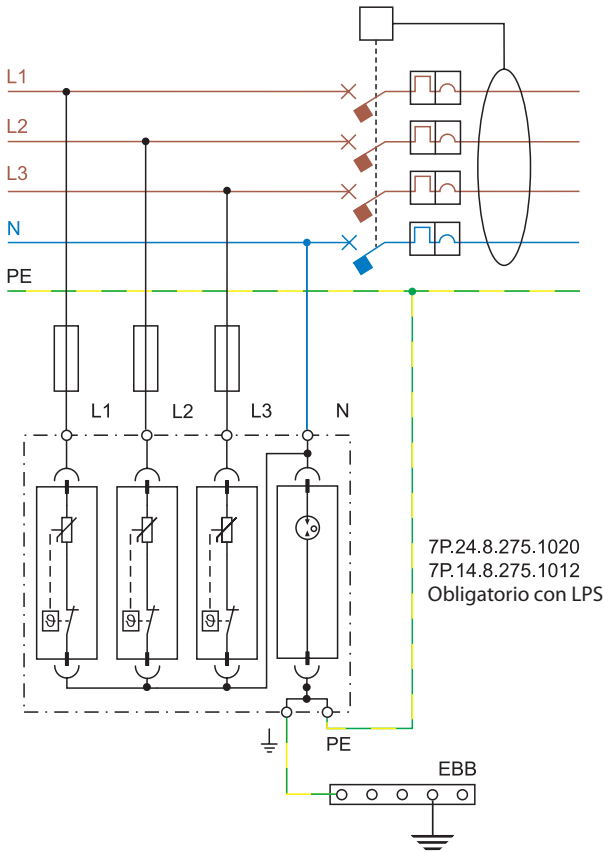 L1
L2
L3
N
PE
L1 L2 L3 N
ϑ ϑ ϑ
7P.24.8.275.1020
7P.14.8.275.1012
Obligatorio con LPS
PE
EBB